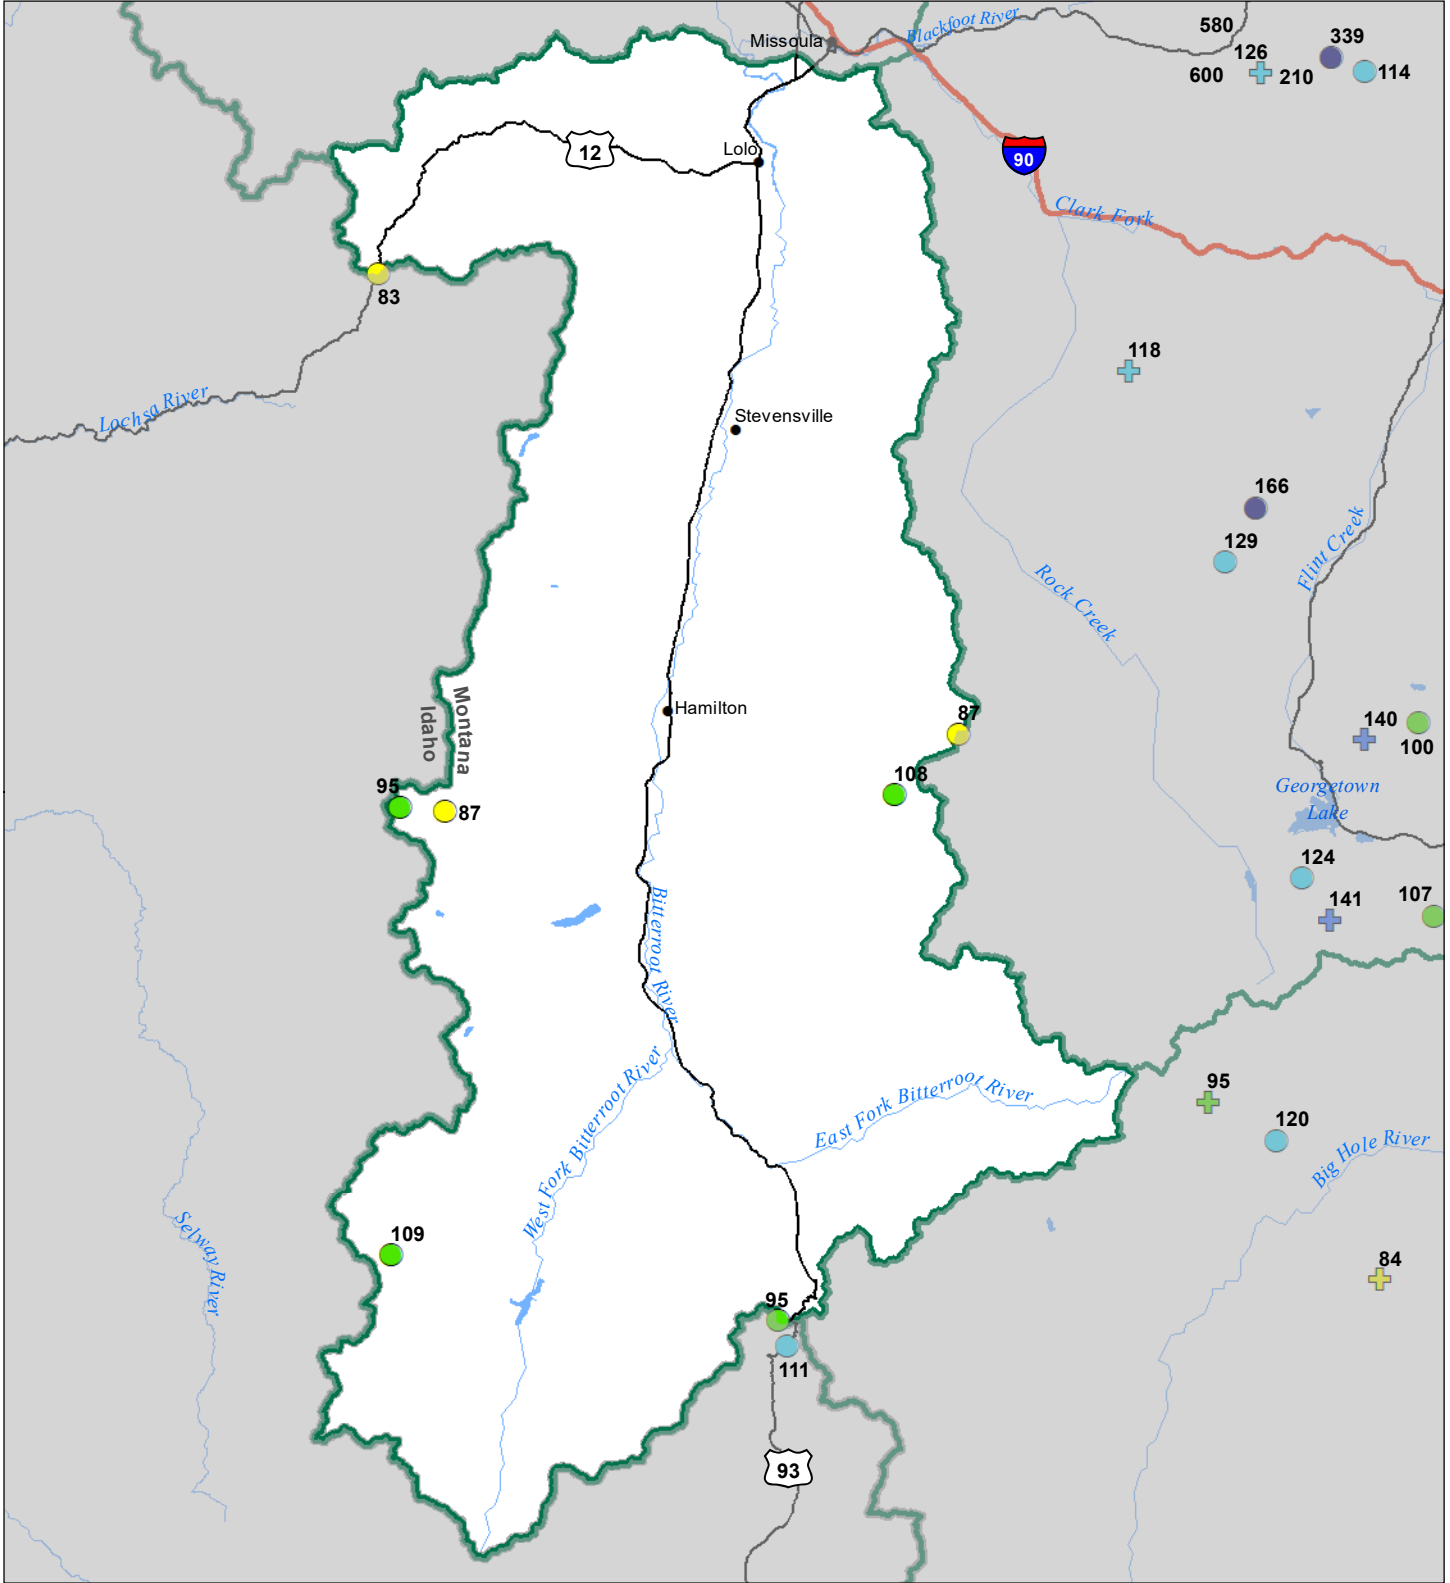 Blackfoot River
580
339
Missoula
126
600
210
114
Lolo
12
90
Clark Fork
83
118
Lochsa River
Stevensville
166
129
Flint Creek
Rock Creek
Montana
Idaho
Hamilton
87
140
100
108
95
87
Georgetown
Lake
124
141
107
Bitterroot River
West Fork Bitterroot River
East Fork Bitterroot River
95
120
Big Hole River
Selway River
109
84
95
111
93